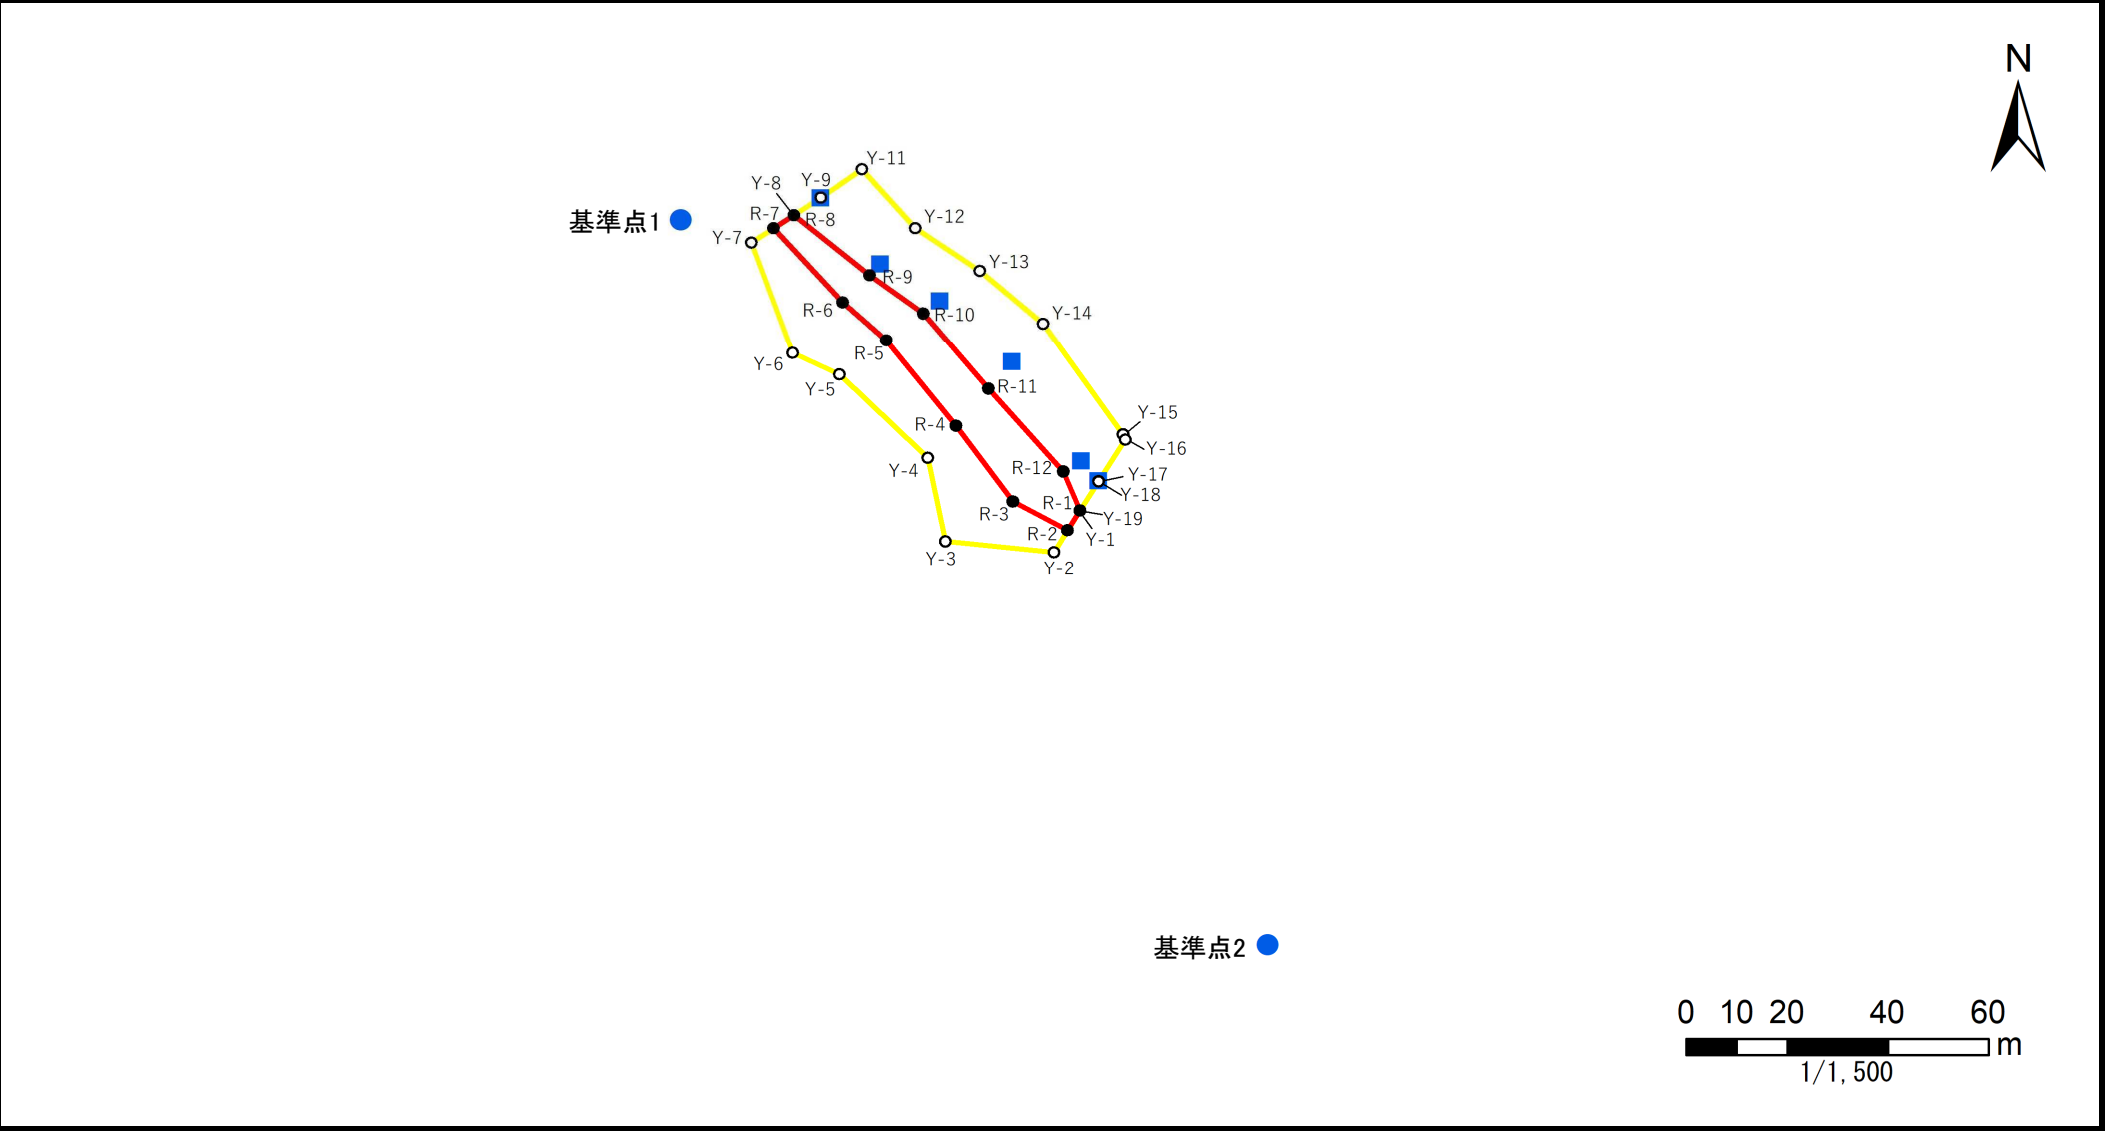 N
Y-11
Y-9
Y-8
R-7
R-8
基準点1
Y-7
Y-12
Y-13
R-9
R-6
R-10
Y-14
R-5
Y-6
Y-5
R-11
Y-15
R-4
Y-16
Y-4
R-12
Y-17
Y-18
R-1
R-3
Y-19
R-2
Y-1
Y-3
Y-2
基準点2
0 10 20 40 60
m
1/1,500